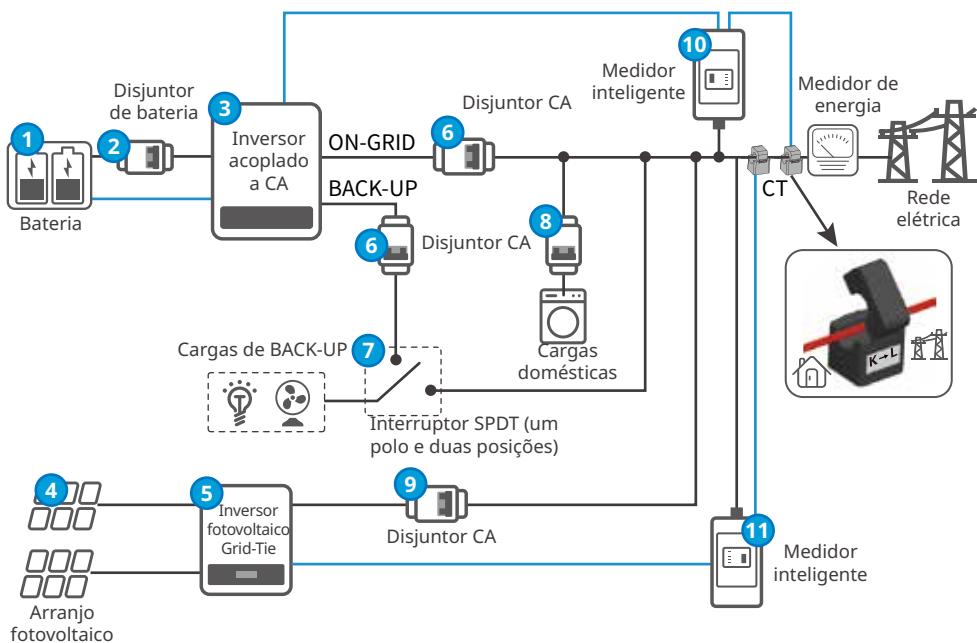 10
Medidor
inteligente
Medidor de
energia
Disjuntor
de bateria
3
Disjuntor CA
1
2
Inversor
acoplado
a CA
ON-GRID
6
BACK-UP
CT
Rede
elétrica
Bateria
6
Disjuntor CA
8
Cargas de BACK-UP
7
Cargas
domésticas
K→L
Interruptor SPDT (um
polo e duas posições)
4
5
9
Inversor
fotovoltaico
Grid-Tie
Disjuntor CA
11
Medidor
inteligente
Arranjo
fotovoltaico